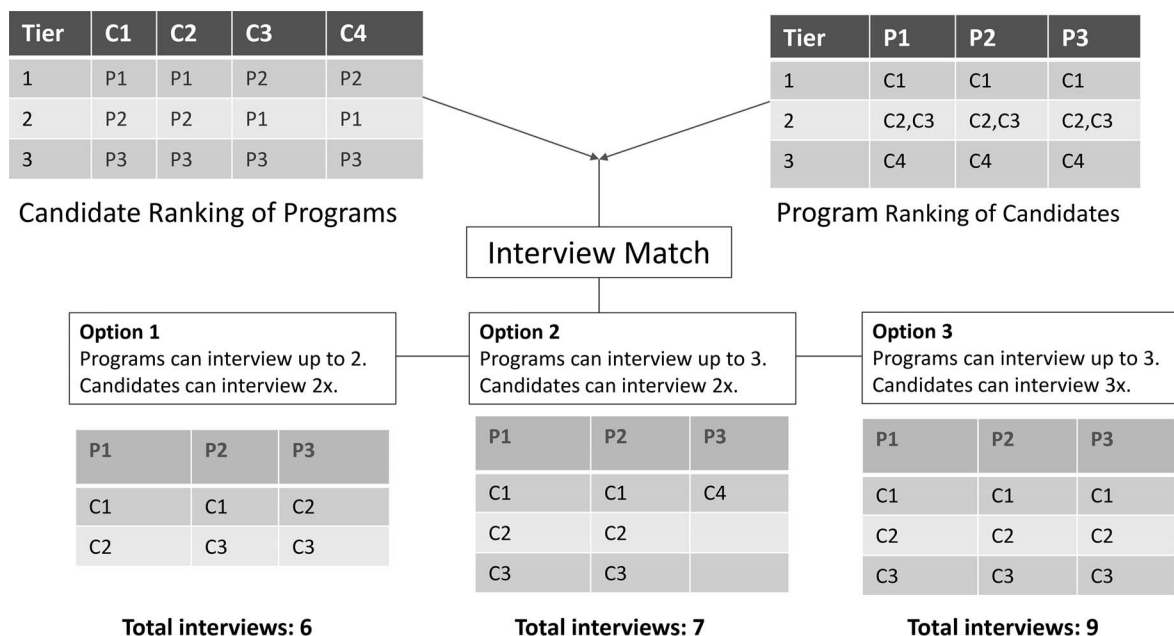 Tier C1 C2 C3 C4
1 P1 P1 P2 P2
2 P2 P2 P1 P1
3 P3 P3 P3 P3
Candidate Ranking of Programs
Tier P1 P2 P3
1 C1 C1 C1
2 C2,C3 C2,C3 C2,C3
3 C4 C4 C4
Program Ranking of Candidates
Interview Match
Option 1
Programs can interview up to 2.
Candidates can interview 2x.
Option 2
Programs can interview up to 3.
Candidates can interview 2x.
Option 3
Programs can interview up to 3.
Candidates can interview 3x.
P1 P2 P3
C1 C1 C2
C2 C3 C3
Total interviews: 6
P1 P2 P3
C1 C1 C4
C2 C2
C3 C3
Total interviews: 7
P1 P2 P3
C1 C1 C1
C2 C2 C2
C3 C3 C3
Total interviews: 9